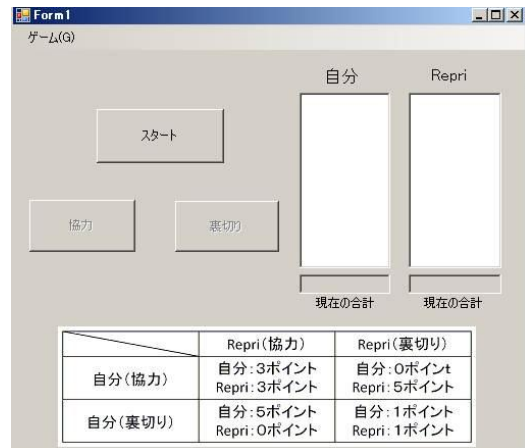 Form1
ゲーム(G)
自分 Repri
スタート
協力 裏切り
現在の合計 現在の合計
Repri(協力) Repri(裏切り)
自分(協力)
自分:3ポイント
Repri:3ポイント
自分:0ポイント
Repri:5ポイント
自分(裏切り)
自分:5ポイント
Repri:0ポイント
自分:1ポイント
Repri:1ポイント